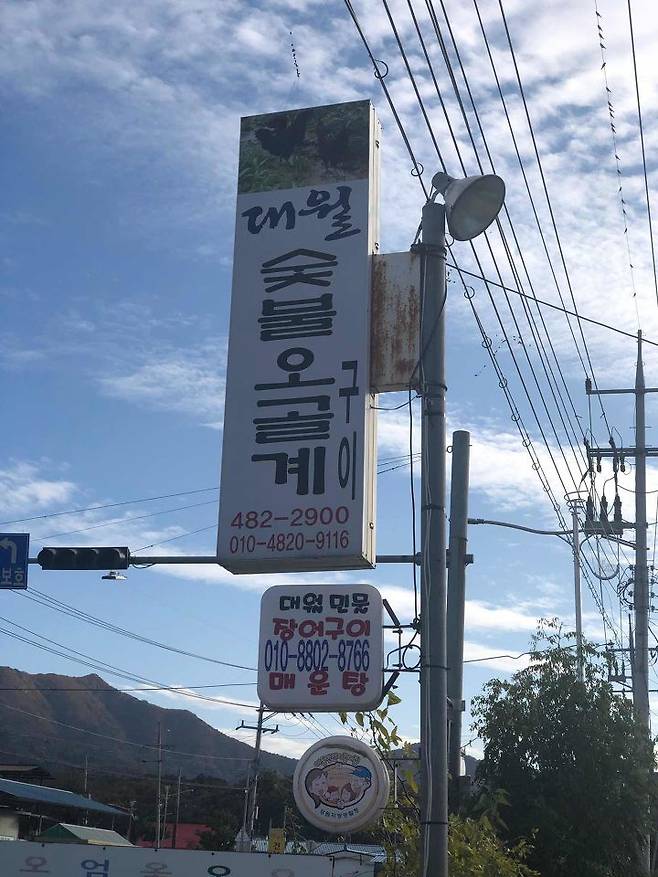 대월
숯불오골계
구이
482-2900
010-4820-9116
대월 민물
장어구이
010-8802-8766
매운탕
보호